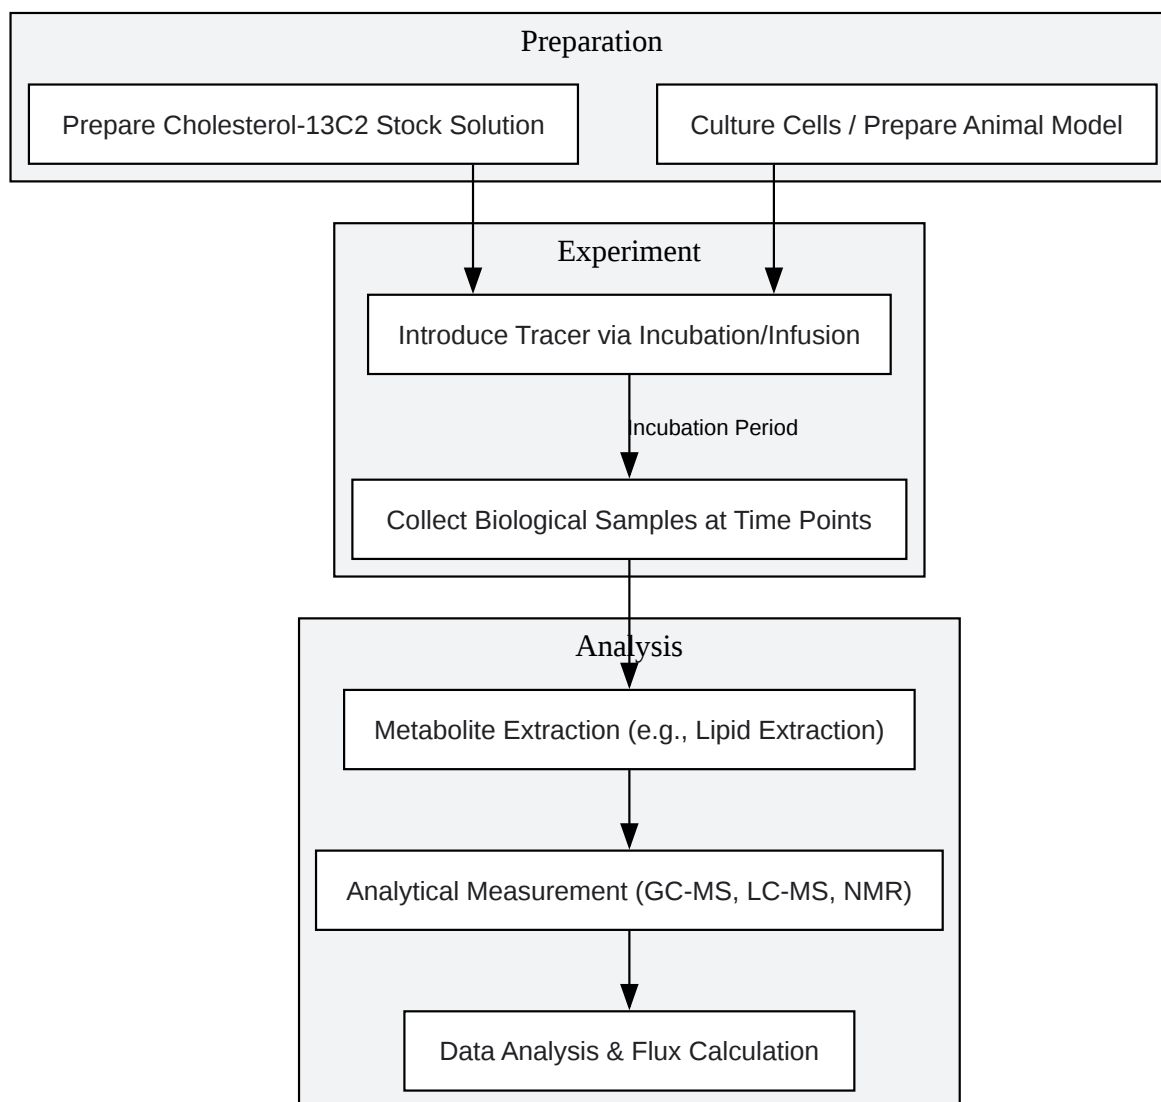 Preparation
Prepare Cholesterol-13C2 Stock Solution
Culture Cells / Prepare Animal Model
Experiment
Introduce Tracer via Incubation/Infusion
Incubation Period
Collect Biological Samples at Time Points
Analysis
Metabolite Extraction (e.g., Lipid Extraction)
Analytical Measurement (GC-MS, LC-MS, NMR)
Data Analysis & Flux Calculation